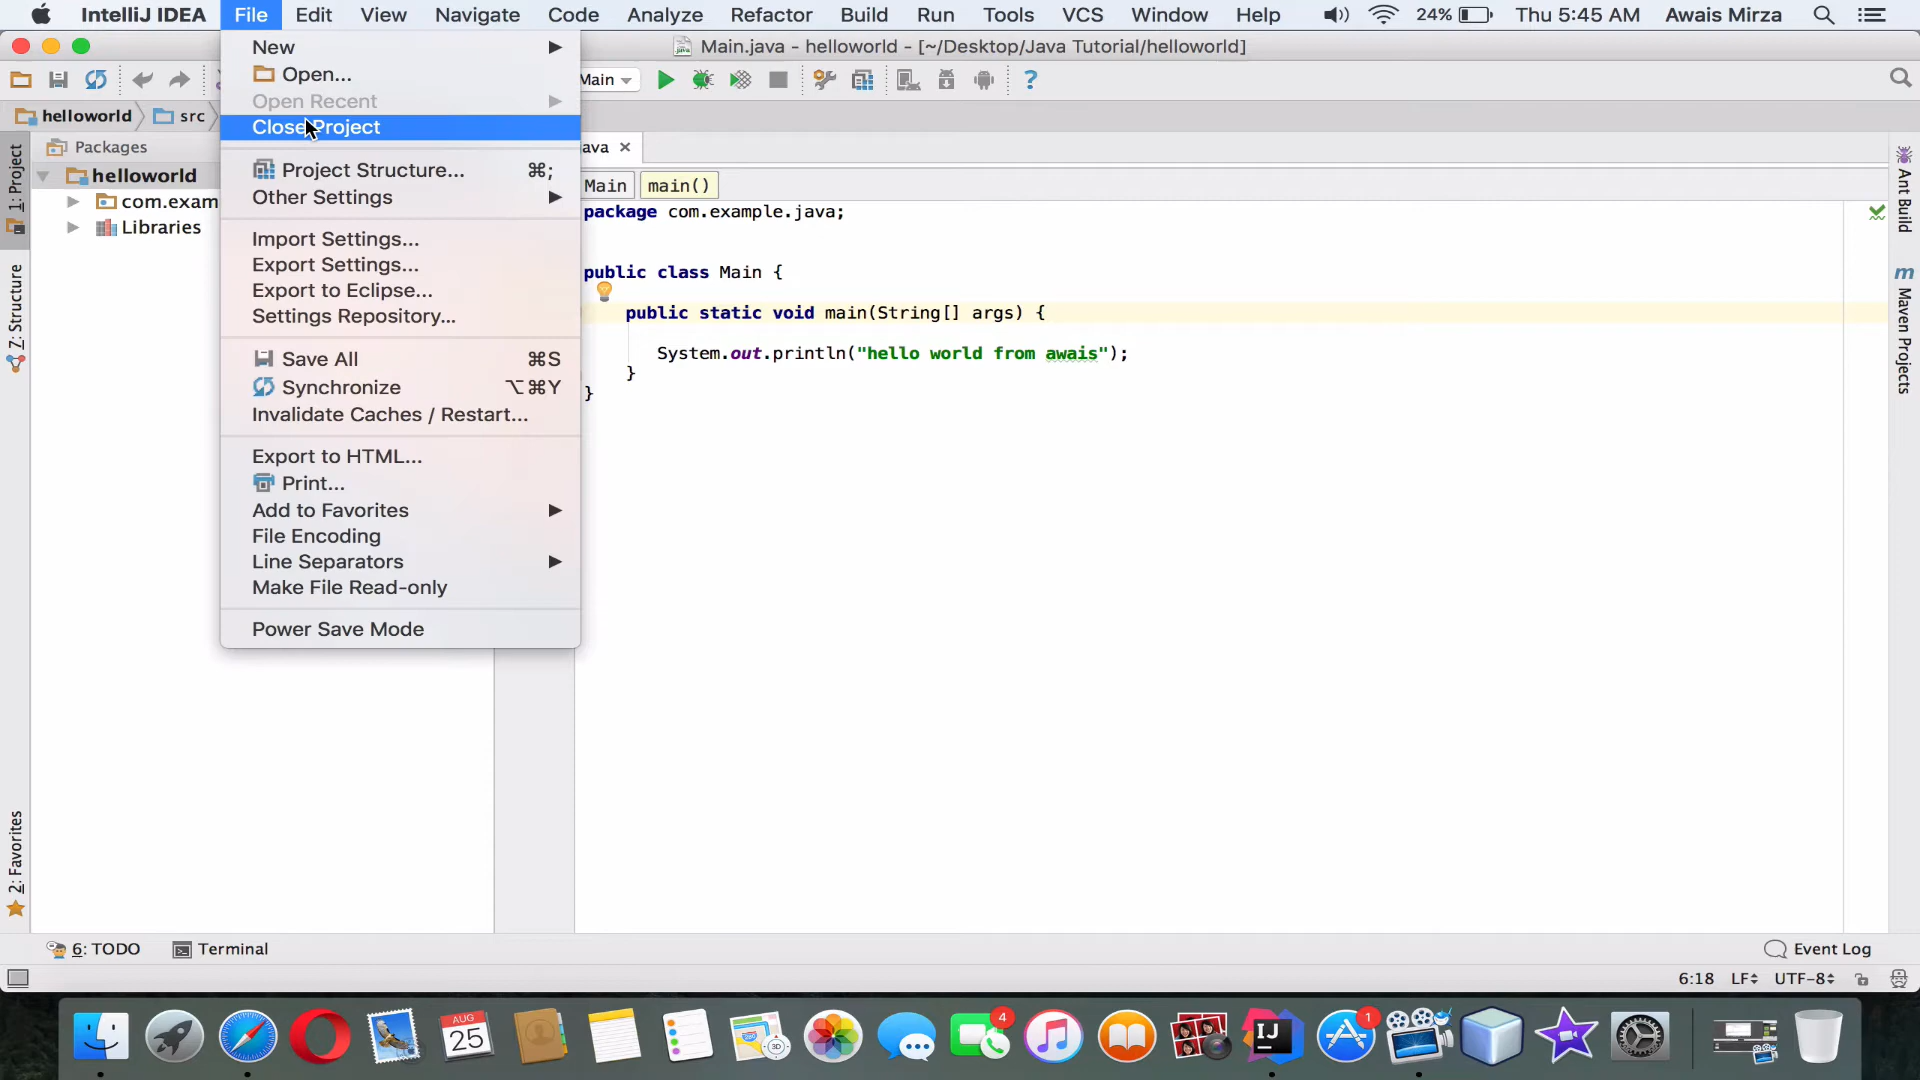 IntelliJ IDEA File Edit View Navigate Code Analyze Refactor Build Run Tools VCS Window Help 24% Thu 5:45 AM Awais Mirza
Main.java - helloworld - [~/Desktop/Java Tutorial/helloworld]
Main
helloworld src
Packages
ava
helloworld
com.exam
Libraries
1: Project
7: Structure
2: Favorites
New
Open...
Open Recent
Close Project
Project Structure... ⌘;
Other Settings
Import Settings...
Export Settings...
Export to Eclipse...
Settings Repository...
Save All ⌘S
Synchronize ⌥⌘Y
Invalidate Caches / Restart...
Export to HTML...
Print...
Add to Favorites
File Encoding
Line Separators
Make File Read-only
Power Save Mode
Main main()
package com.example.java;
public class Main {
public static void main(String[] args) {
System.out.println("hello world from awais");
}
}
Ant Build
m Maven Projects
6: TODO Terminal Event Log
6:18 LF UTF-8
AUG
25
3D
4
IJ
1